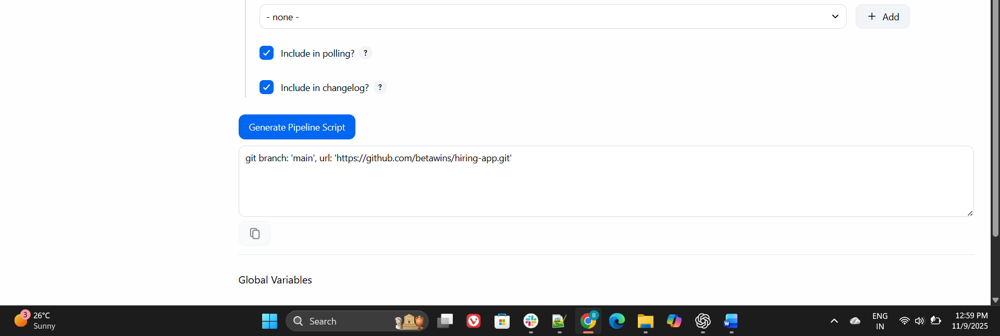 - none -
+ Add
Include in polling? ?
Include in changelog? ?
Generate Pipeline Script
git branch: 'main', url: 'https://github.com/betawins/hiring-app.git'
Global Variables
3
26°C
Sunny
Search
B
W
ENG
IN
12:59 PM
11/9/2025